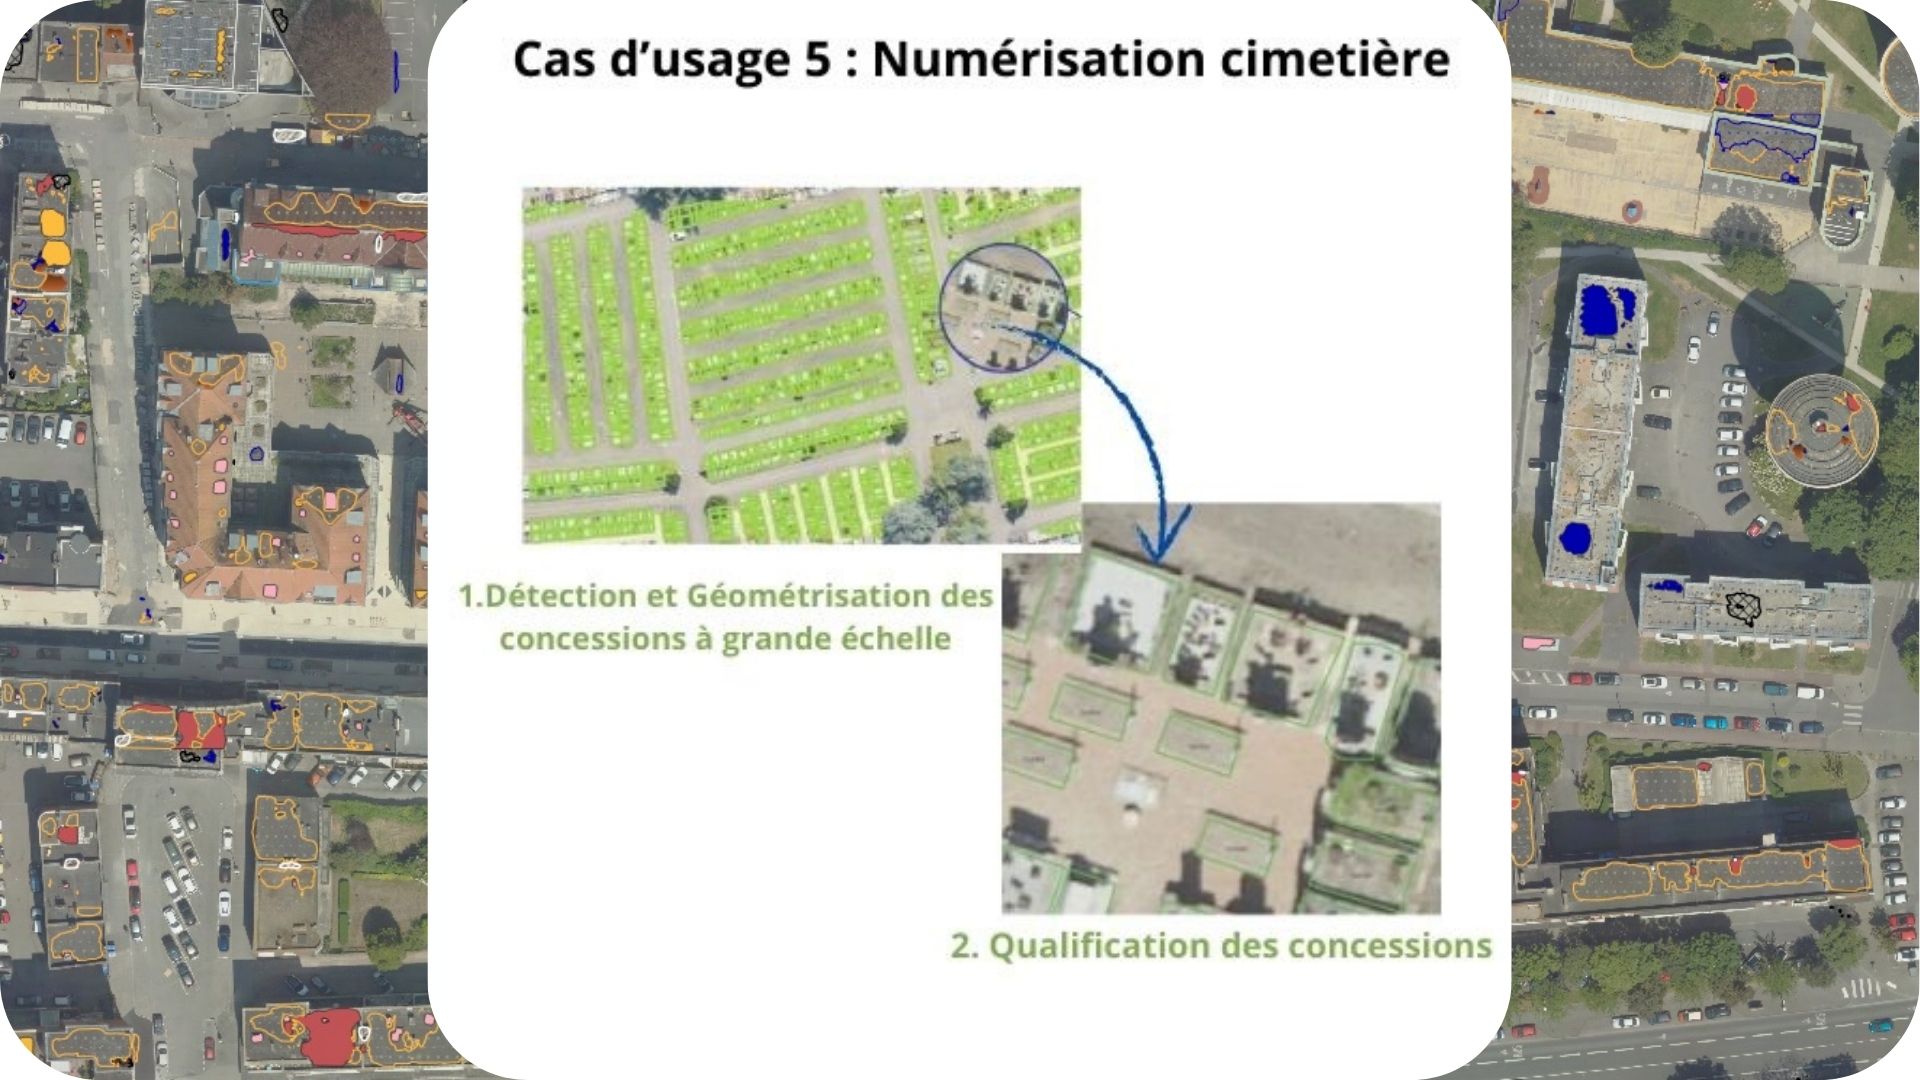 Cas d’usage 5 : Numérisation cimetière
1.Détection et Géométrisation des
concessions à grande échelle
2. Qualification des concessions